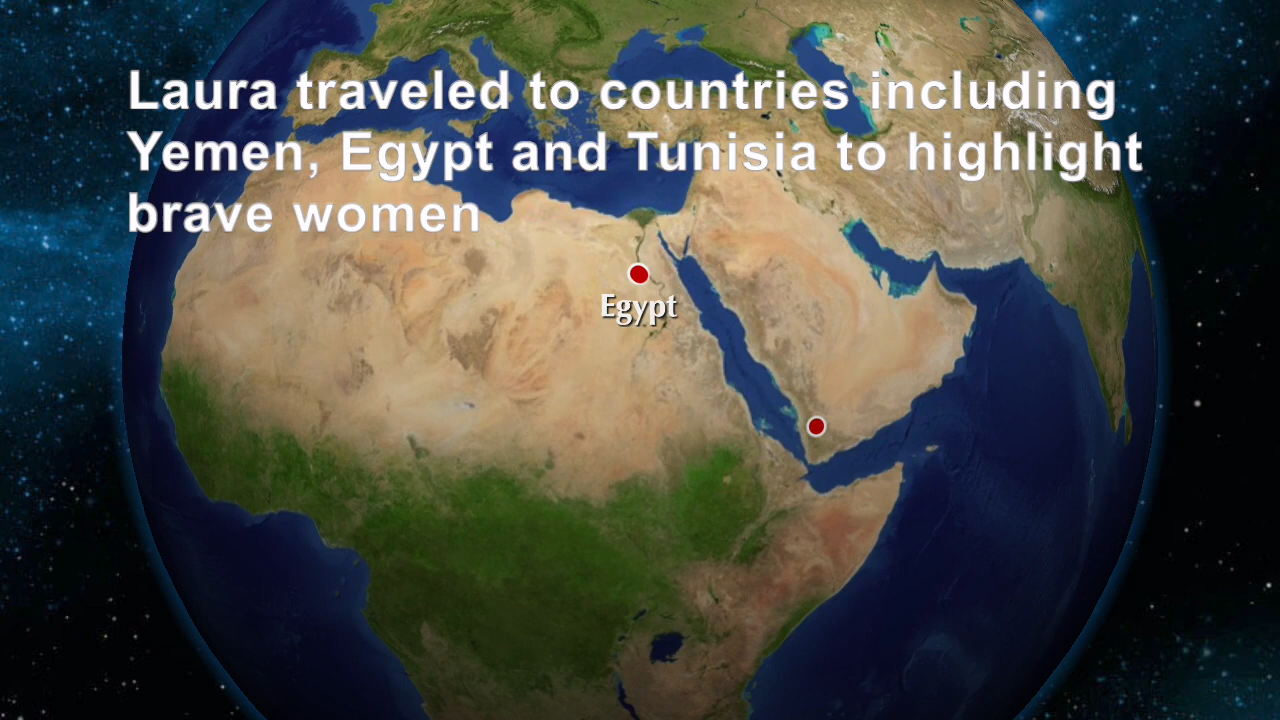 Laura traveled to countries including
Yemen, Egypt and Tunisia to highlight
brave women
Egypt